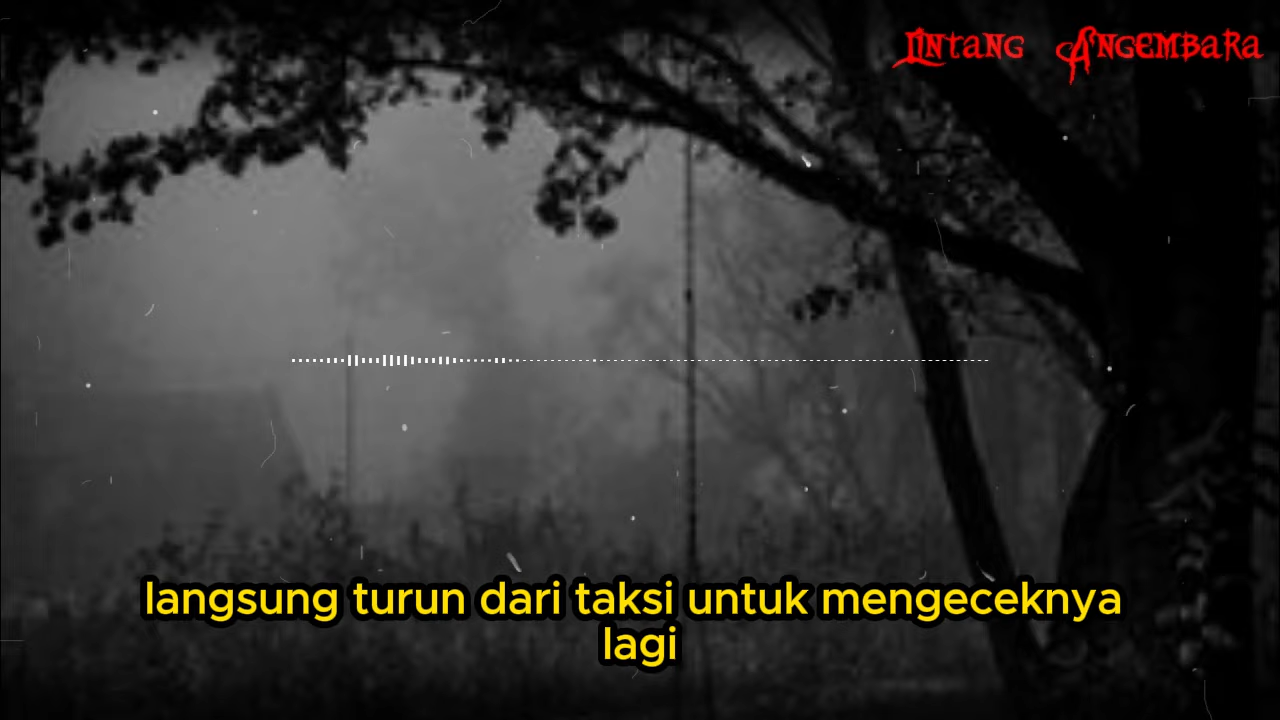 Lintang Angembara
langsung turun dari taksi untuk mengeceknya
lagi